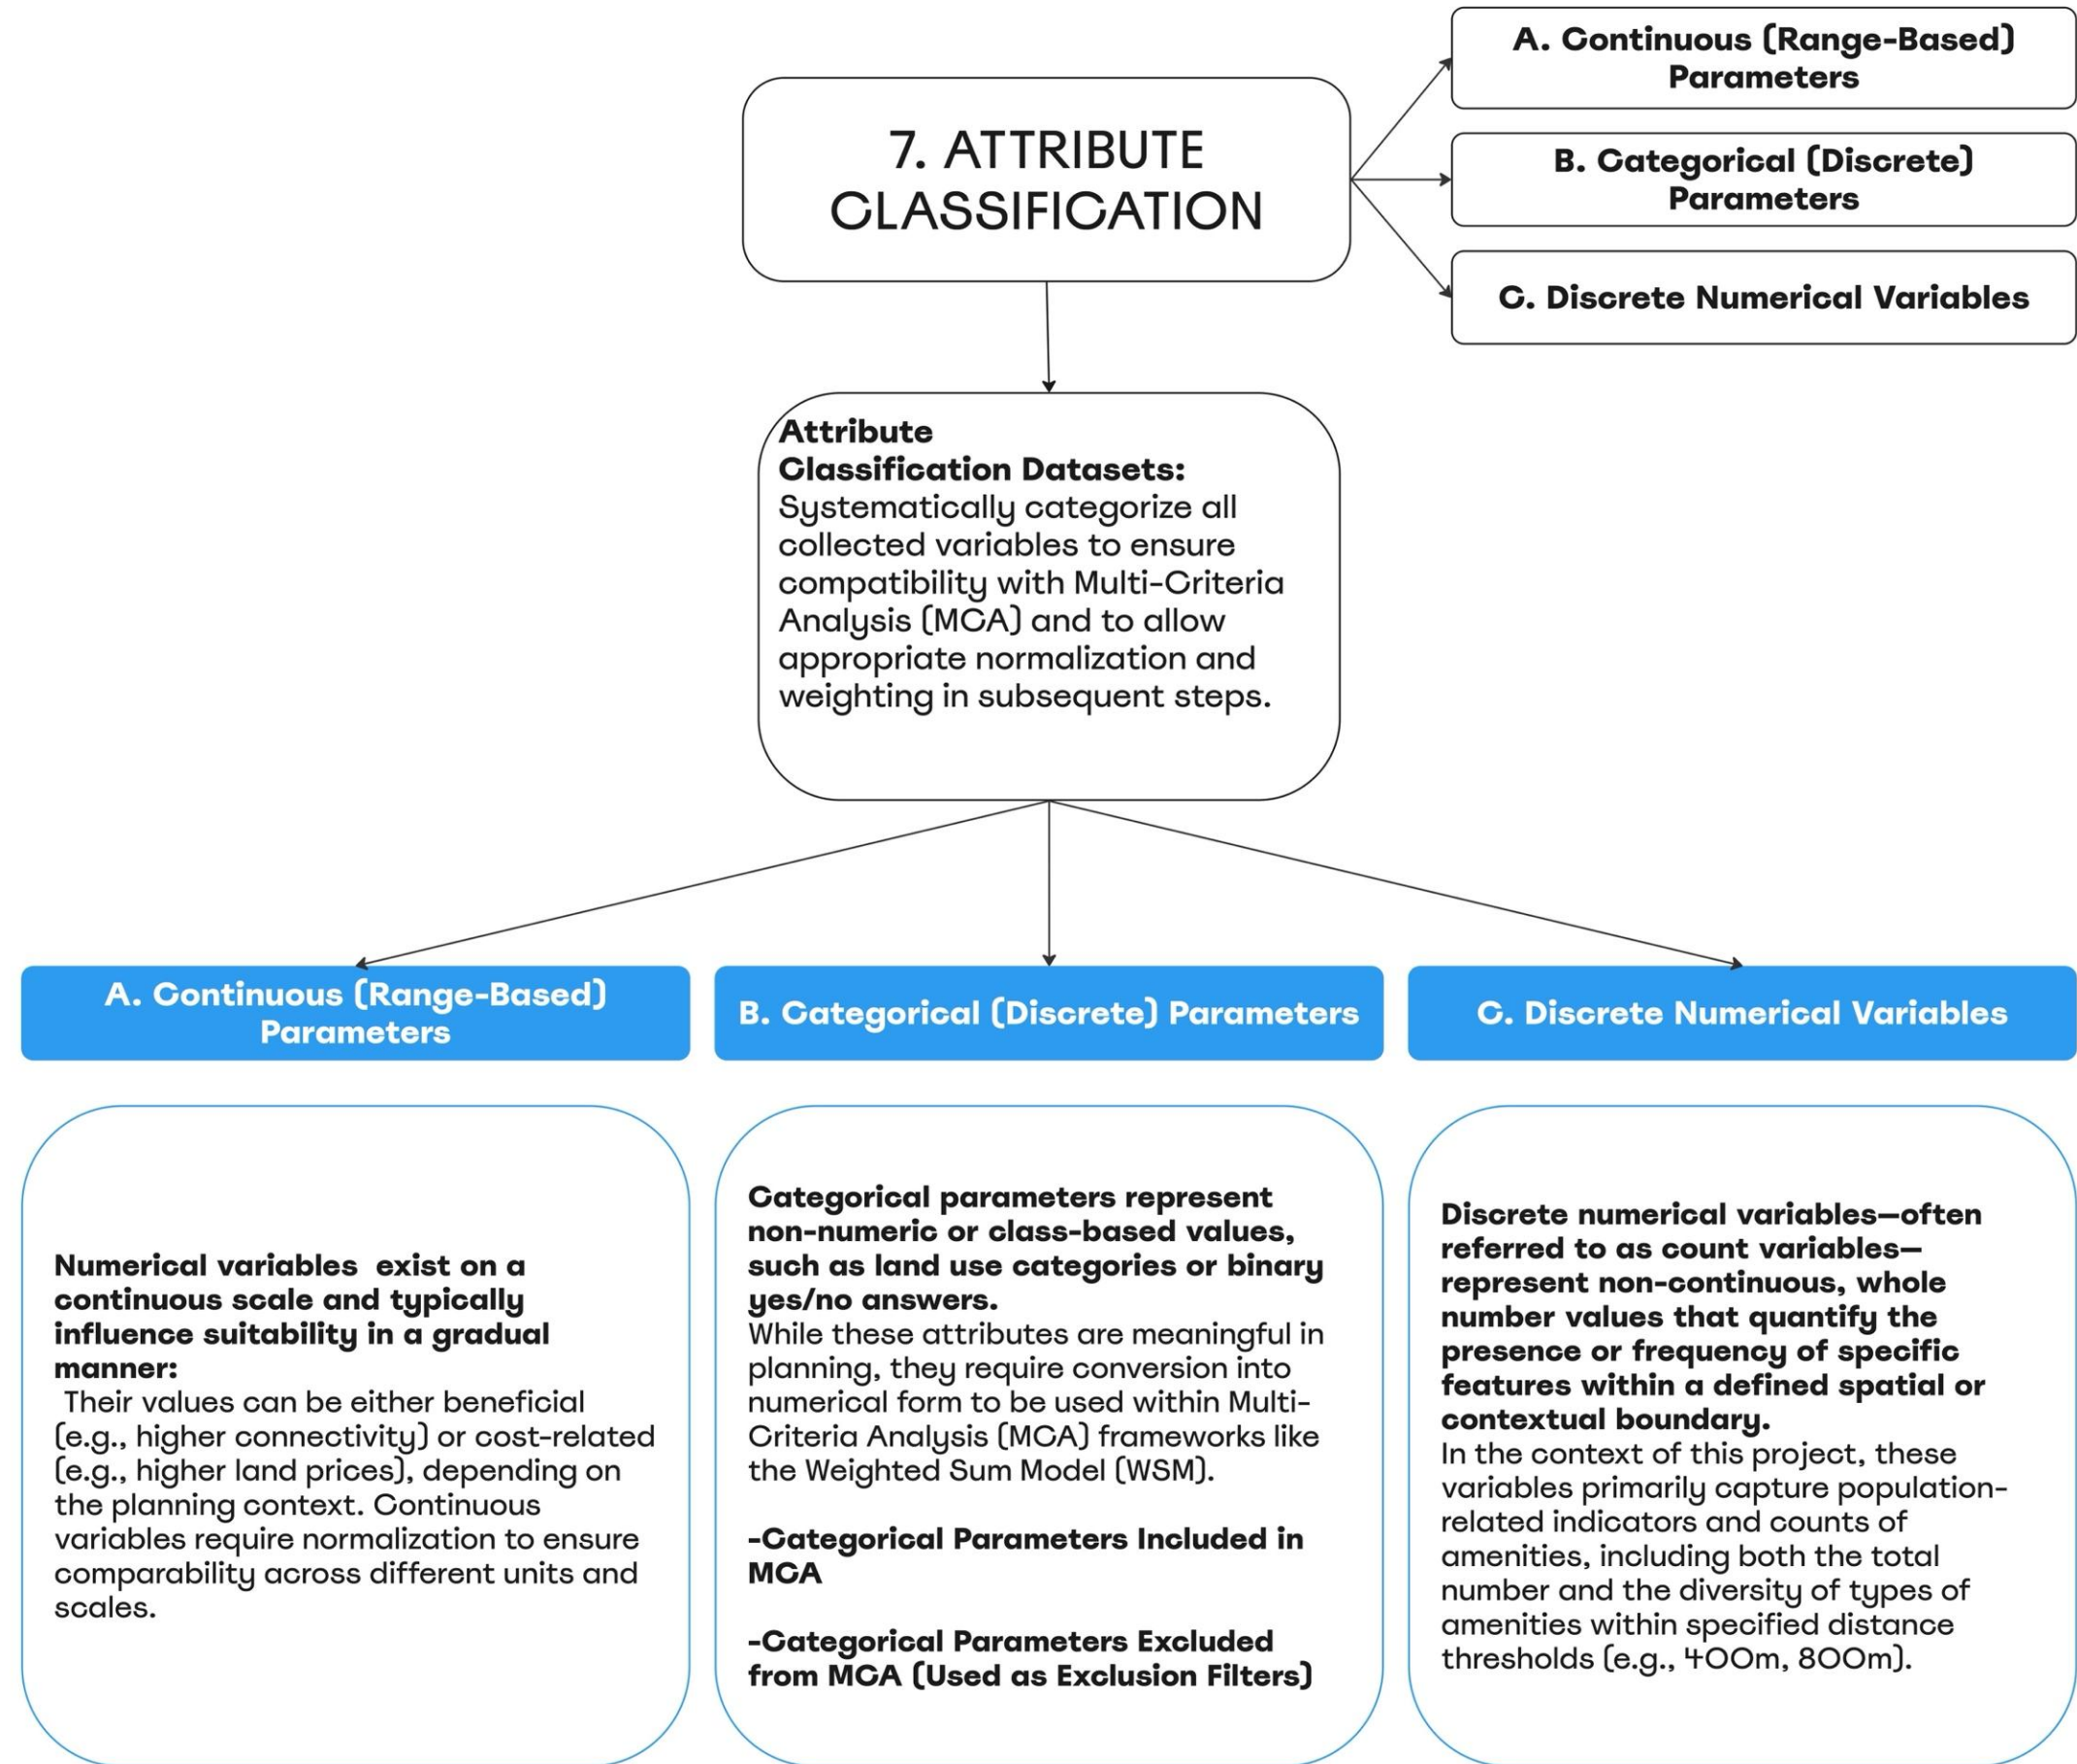 A. Continuous (Range-Based)
Parameters
7. ATTRIBUTE
CLASSIFICATION
B. Categorical (Discrete)
Parameters
C. Discrete Numerical Variables
Attribute
Classification Datasets:
Systematically categorize all
collected variables to ensure
compatibility with Multi-Criteria
Analysis (MCA) and to allow
appropriate normalization and
weighting in subsequent steps.
A. Continuous (Range-Based)
Parameters
B. Categorical (Discrete) Parameters
C. Discrete Numerical Variables
Numerical variables  exist on a
continuous scale and typically
influence suitability in a gradual
manner:
Their values can be either beneficial
(e.g., higher connectivity) or cost-related
(e.g., higher land prices), depending on
the planning context. Continuous
variables require normalization to ensure
comparability across different units and
scales.
Categorical parameters represent
non-numeric or class-based values,
such as land use categories or binary
yes/no answers.
While these attributes are meaningful in
planning, they require conversion into
numerical form to be used within Multi-
Criteria Analysis (MCA) frameworks like
the Weighted Sum Model (WSM).
-Categorical Parameters Included in
MCA
-Categorical Parameters Excluded
from MCA (Used as Exclusion Filters)
Discrete numerical variables—often
referred to as count variables—
represent non-continuous, whole
number values that quantify the
presence or frequency of specific
features within a defined spatial or
contextual boundary.
In the context of this project, these
variables primarily capture population-
related indicators and counts of
amenities, including both the total
number and the diversity of types of
amenities within specified distance
thresholds (e.g., 400m, 800m).